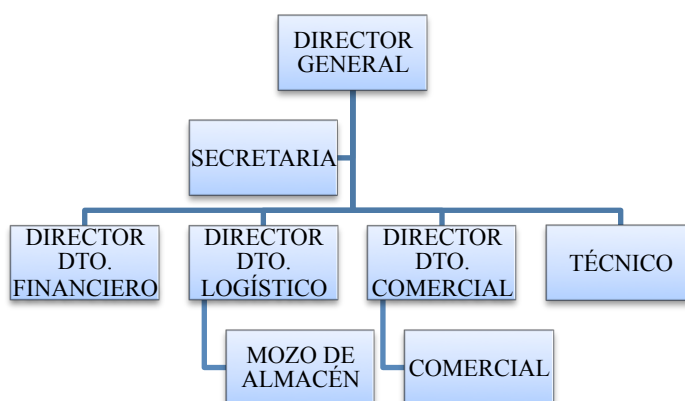 DIRECTOR
GENERAL
SECRETARIA
DIRECTOR
DTO.
FINANCIERO
DIRECTOR
DTO.
LOGÍSTICO
DIRECTOR
DTO.
COMERCIAL
TÉCNICO
MOZO DE
ALMACÉN
COMERCIAL